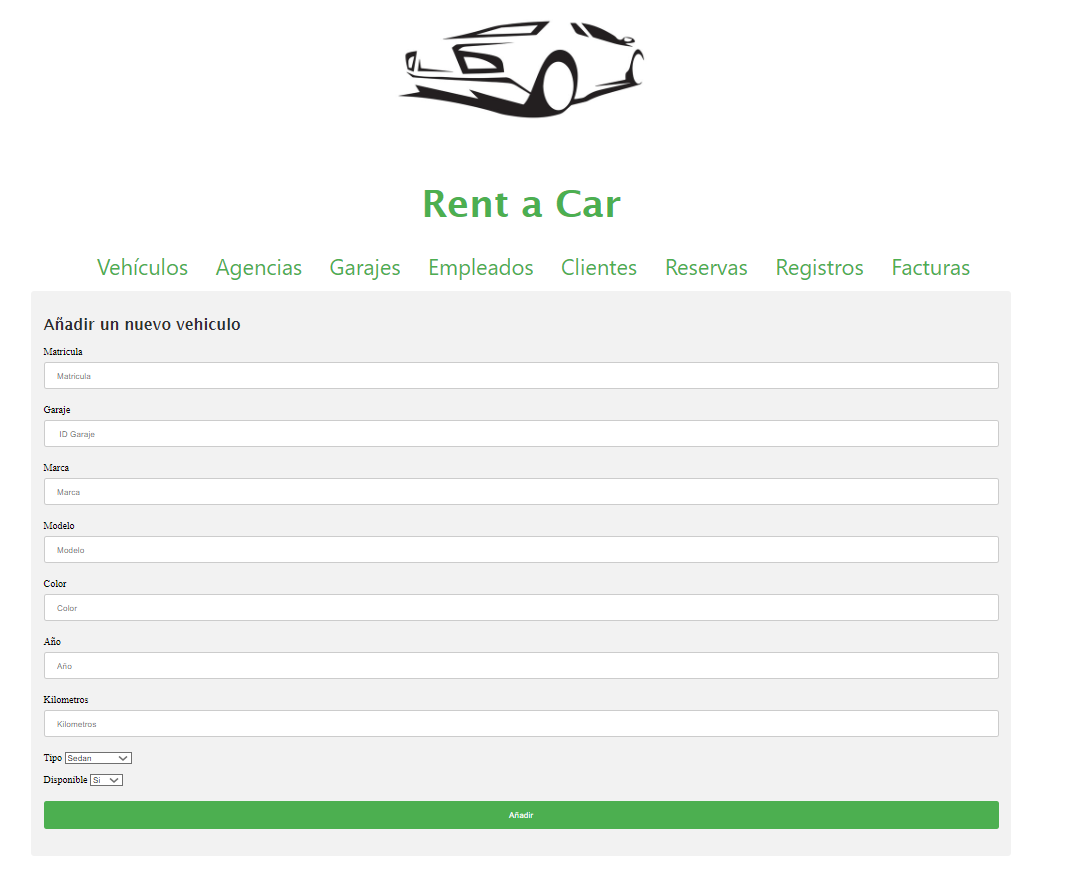 Rent a Car
Vehículos Agencias Garajes Empleados Clientes Reservas Registros Facturas
Añadir un nuevo vehiculo
Matricula
Matricula
Garaje
ID Garaje
Marca
Marca
Modelo
Modelo
Color
Color
Año
Año
Kilometros
Kilometros
Tipo Sedan
Disponible Si
Añadir